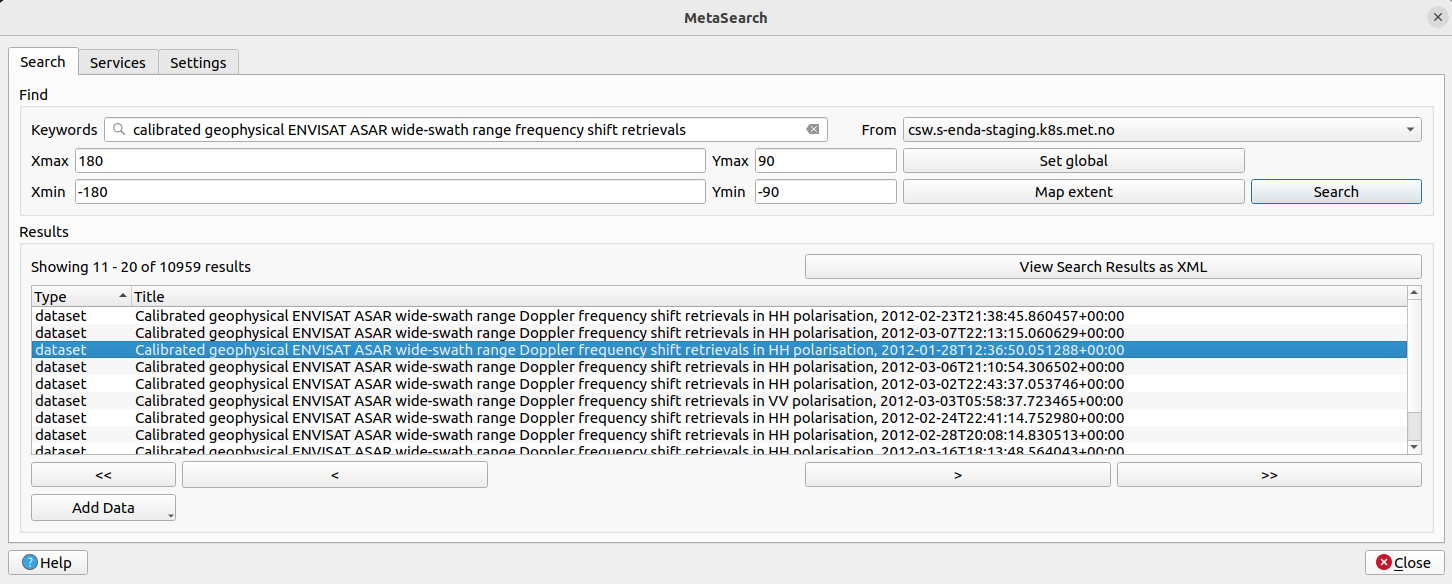 MetaSearch
Search Services Settings
Find
Keywords calibrated geophysical ENVISAT ASAR wide-swath range frequency shift retrievals From csw.s-enda-staging.k8s.met.no
Xmax 180 Ymax 90 Set global
Xmin -180 Ymin -90 Map extent Search
Results
Showing 11 - 20 of 10959 results View Search Results as XML
Type Title
dataset Calibrated geophysical ENVISAT ASAR wide-swath range Doppler frequency shift retrievals in HH polarisation, 2012-02-23T21:38:45.860457+00:00
dataset Calibrated geophysical ENVISAT ASAR wide-swath range Doppler frequency shift retrievals in HH polarisation, 2012-03-07T22:13:15.060629+00:00
dataset Calibrated geophysical ENVISAT ASAR wide-swath range Doppler frequency shift retrievals in HH polarisation, 2012-01-28T12:36:50.051288+00:00
dataset Calibrated geophysical ENVISAT ASAR wide-swath range Doppler frequency shift retrievals in HH polarisation, 2012-03-06T21:10:54.306502+00:00
dataset Calibrated geophysical ENVISAT ASAR wide-swath range Doppler frequency shift retrievals in HH polarisation, 2012-03-02T22:43:37.053746+00:00
dataset Calibrated geophysical ENVISAT ASAR wide-swath range Doppler frequency shift retrievals in VV polarisation, 2012-03-03T05:58:37.723465+00:00
dataset Calibrated geophysical ENVISAT ASAR wide-swath range Doppler frequency shift retrievals in HH polarisation, 2012-02-24T22:41:14.752980+00:00
dataset Calibrated geophysical ENVISAT ASAR wide-swath range Doppler frequency shift retrievals in HH polarisation, 2012-02-28T20:08:14.830513+00:00
dataset Calibrated geophysical ENVISAT ASAR wide-swath range Doppler frequency shift retrievals in HH polarisation, 2012-03-16T18:13:48.564043+00:00
<< < > >>
Add Data
? Help Close